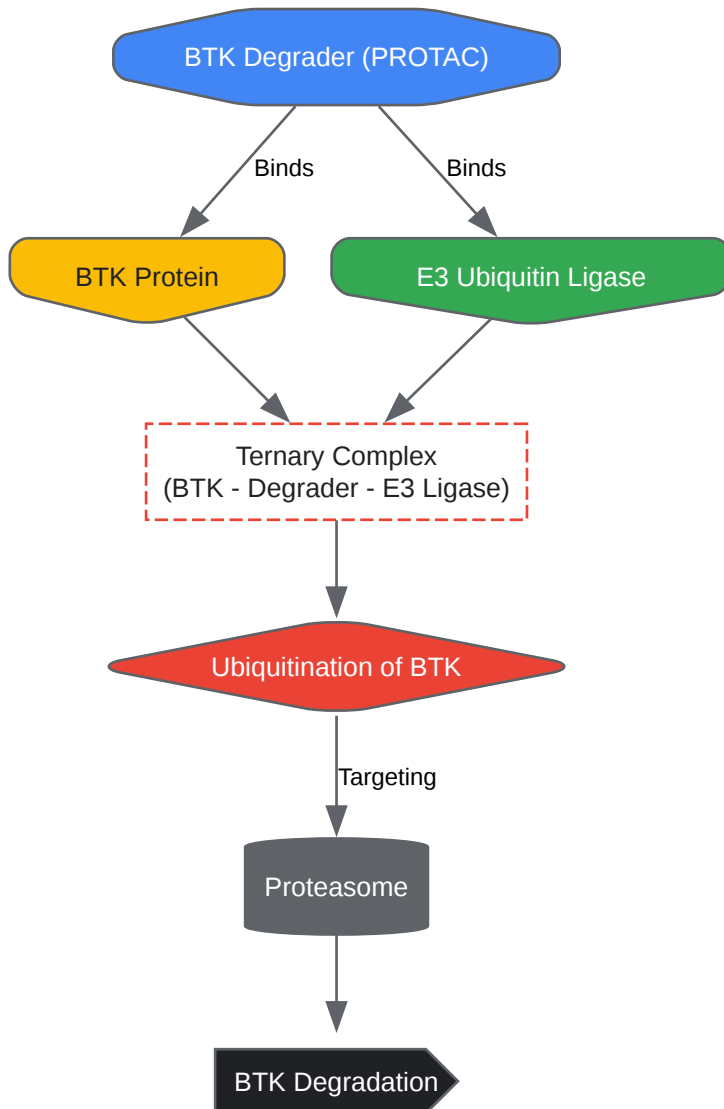 BTK Degrader (PROTAC)
Binds
Binds
BTK Protein
E3 Ubiquitin Ligase
Ternary Complex
(BTK - Degrader - E3 Ligase)
Ubiquitination of BTK
Targeting
Proteasome
BTK Degradation